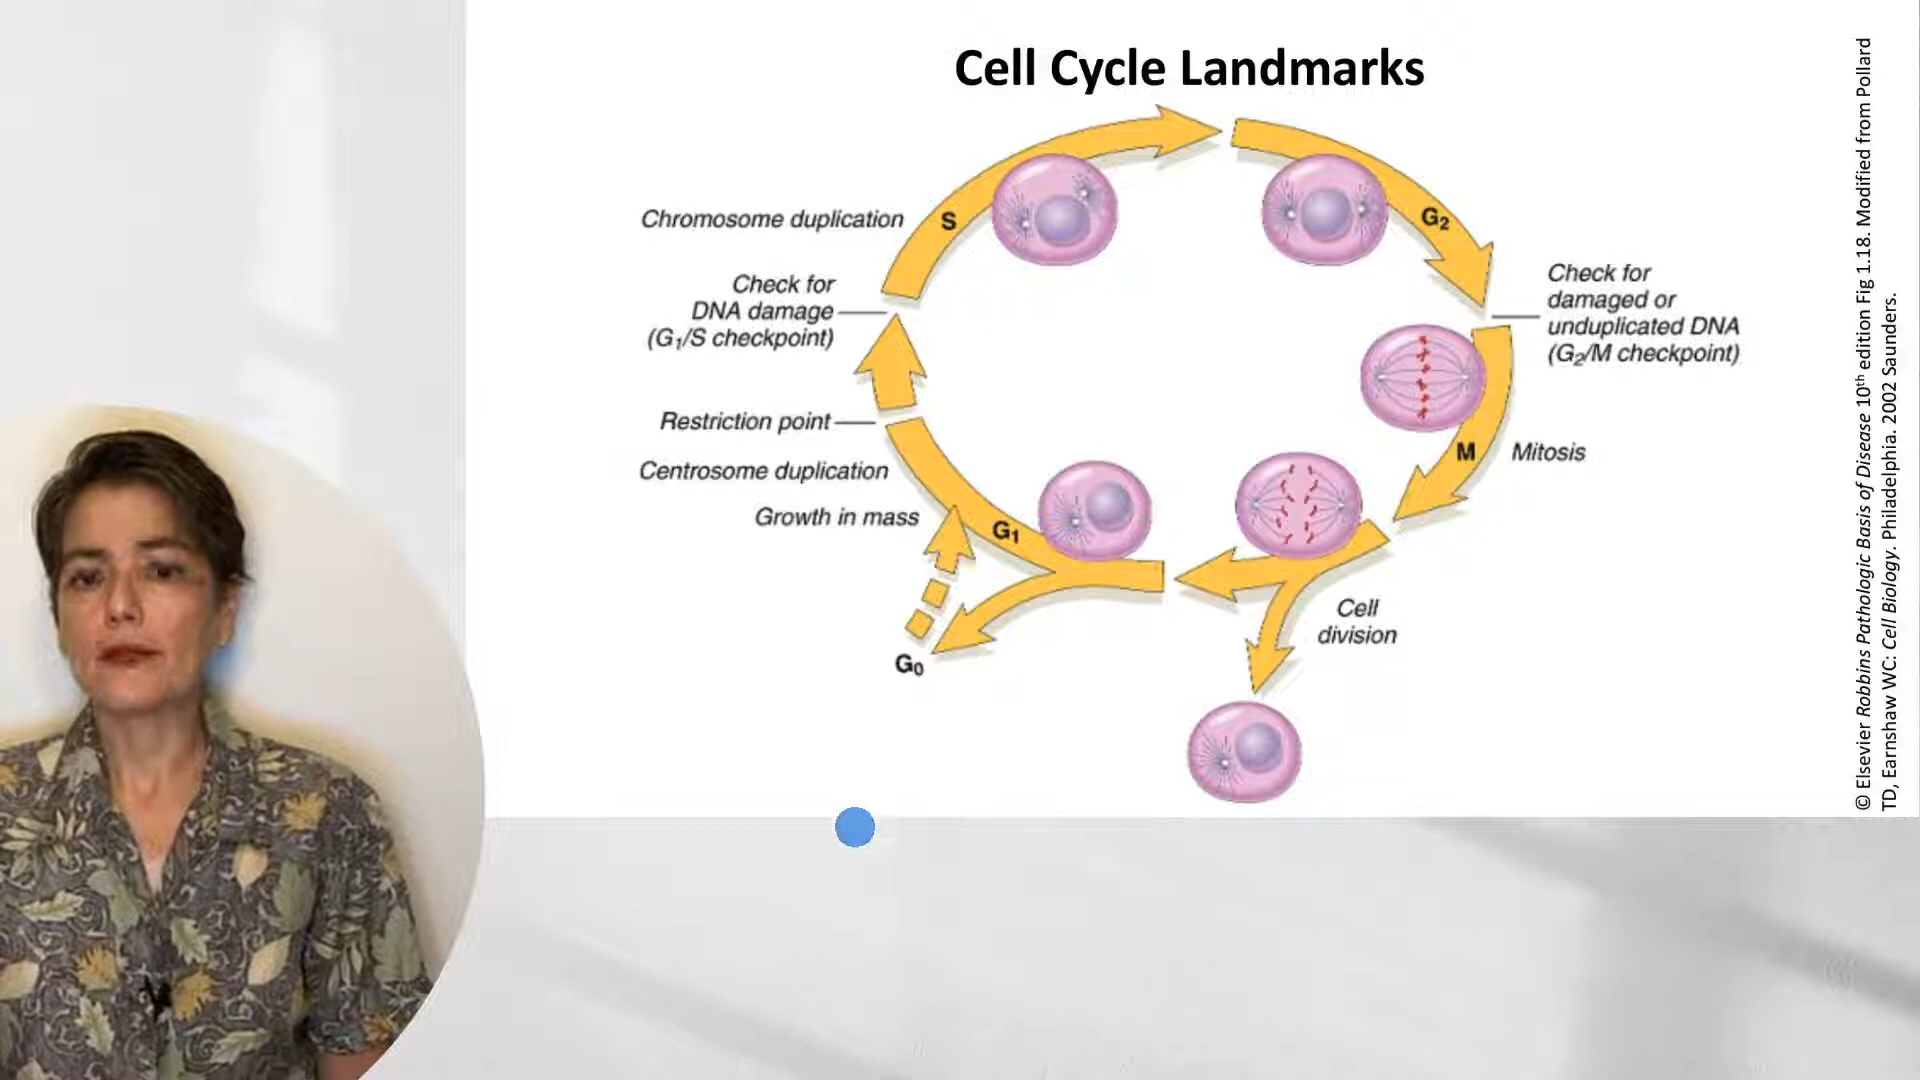 Cell Cycle Landmarks
Chromosome duplication
S
G₂
Check for
DNA damage
(G₁/S checkpoint)
Check for
damaged or
unduplicated DNA
(G₂/M checkpoint)
Restriction point
Centrosome duplication
Growth in mass
G₁
M
Mitosis
Cell
division
G₀
© Elsevier Robbins Pathologic Basis of Disease 10th edition Fig 1.18. Modified from Pollard
TD, Earnshaw WC: Cell Biology. Philadelphia. 2002 Saunders.